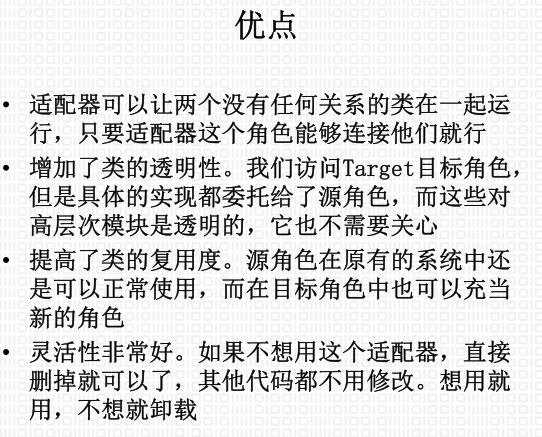 优点
• 适配器可以让两个没有任何关系的类在一起运
行，只要适配器这个角色能够连接他们就行
• 增加了类的透明性。我们访问Target目标角色，
但是具体的实现都委托给了源角色，而这些对
高层次模块是透明的，它也不需要关心
• 提高了类的复用度。源角色在原有的系统中还
是可以正常使用，而在目标角色中也可以充当
新的角色
• 灵活性非常好。如果不想用这个适配器，直接
删掉就可以了，其他代码都不用修改。想用就
用，不想就卸载